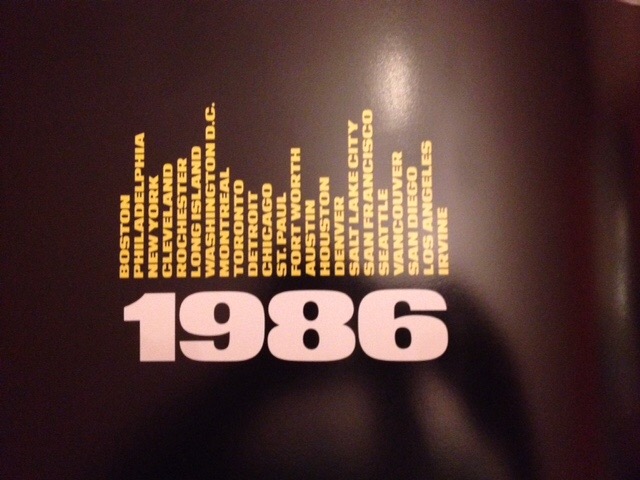 BOSTON
PHILADELPHIA
NEW YORK
CLEVELAND
ROCHESTER
LONG ISLAND
WASHINGTON D.C.
MONTREAL
TORONTO
DETROIT
CHICAGO
ST. PAUL
FORT WORTH
AUSTIN
HOUSTON
DENVER
SALT LAKE CITY
SAN FRANCISCO
SEATTLE
VANCOUVER
SAN DIEGO
LOS ANGELES
IRVINE
1986